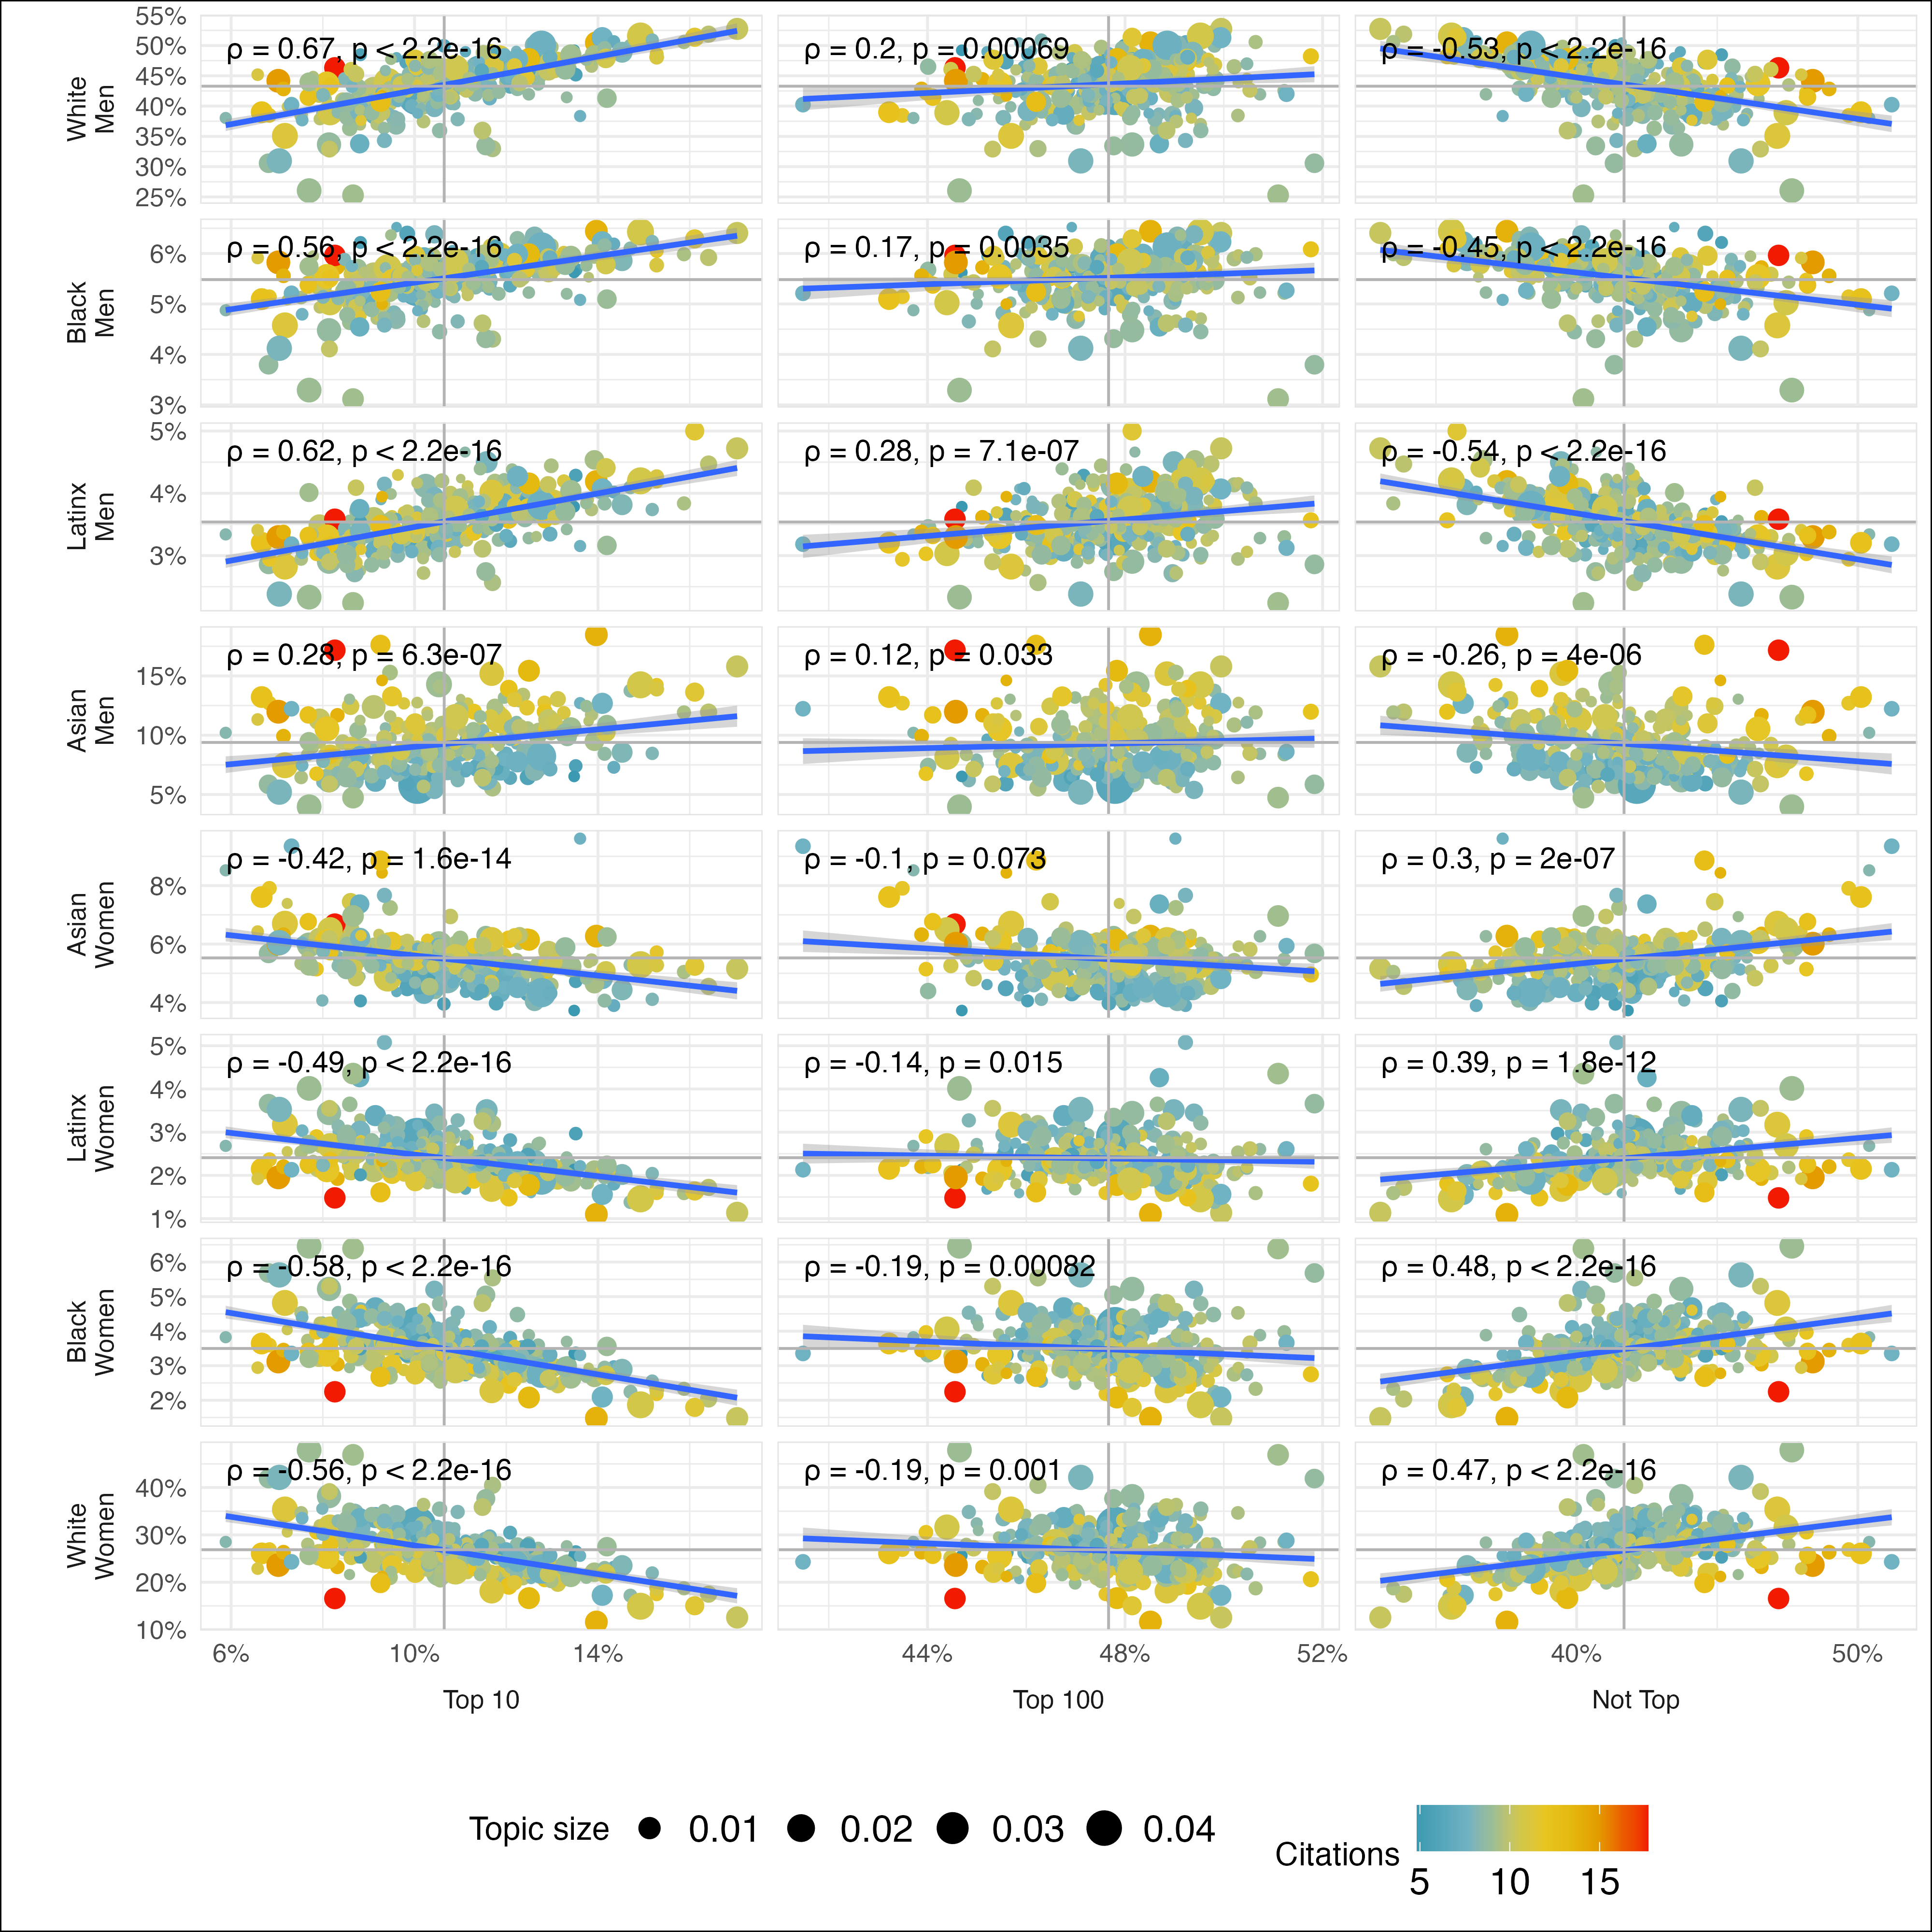 White
Men
55%
50%
45%
40%
35%
30%
25%
ρ = 0.67, p < 2.2e-16
ρ = 0.2, p = 0.00069
ρ = -0.53, p < 2.2e-16
Black
Men
6%
5%
4%
3%
ρ = 0.56, p < 2.2e-16
ρ = 0.17, p = 0.0035
ρ = -0.45, p < 2.2e-16
Latinx
Men
5%
4%
3%
ρ = 0.62, p < 2.2e-16
ρ = 0.28, p = 7.1e-07
ρ = -0.54, p < 2.2e-16
Asian
Men
15%
10%
5%
ρ = 0.28, p = 6.3e-07
ρ = 0.12, p = 0.033
ρ = -0.26, p = 4e-06
Asian
Women
8%
6%
4%
ρ = -0.42, p = 1.6e-14
ρ = -0.1, p = 0.073
ρ = 0.3, p = 2e-07
Latinx
Women
5%
4%
3%
2%
1%
ρ = -0.49, p < 2.2e-16
ρ = -0.14, p = 0.015
ρ = 0.39, p = 1.8e-12
Black
Women
6%
5%
4%
3%
2%
ρ = -0.58, p < 2.2e-16
ρ = -0.19, p = 0.00082
ρ = 0.48, p < 2.2e-16
White
Women
40%
30%
20%
10%
ρ = -0.56, p < 2.2e-16
ρ = -0.19, p = 0.001
ρ = 0.47, p < 2.2e-16
6% 10% 14%
44% 48% 52%
40% 50%
Top 10
Top 100
Not Top
Topic size 0.01 0.02 0.03 0.04
Citations
5 10 15